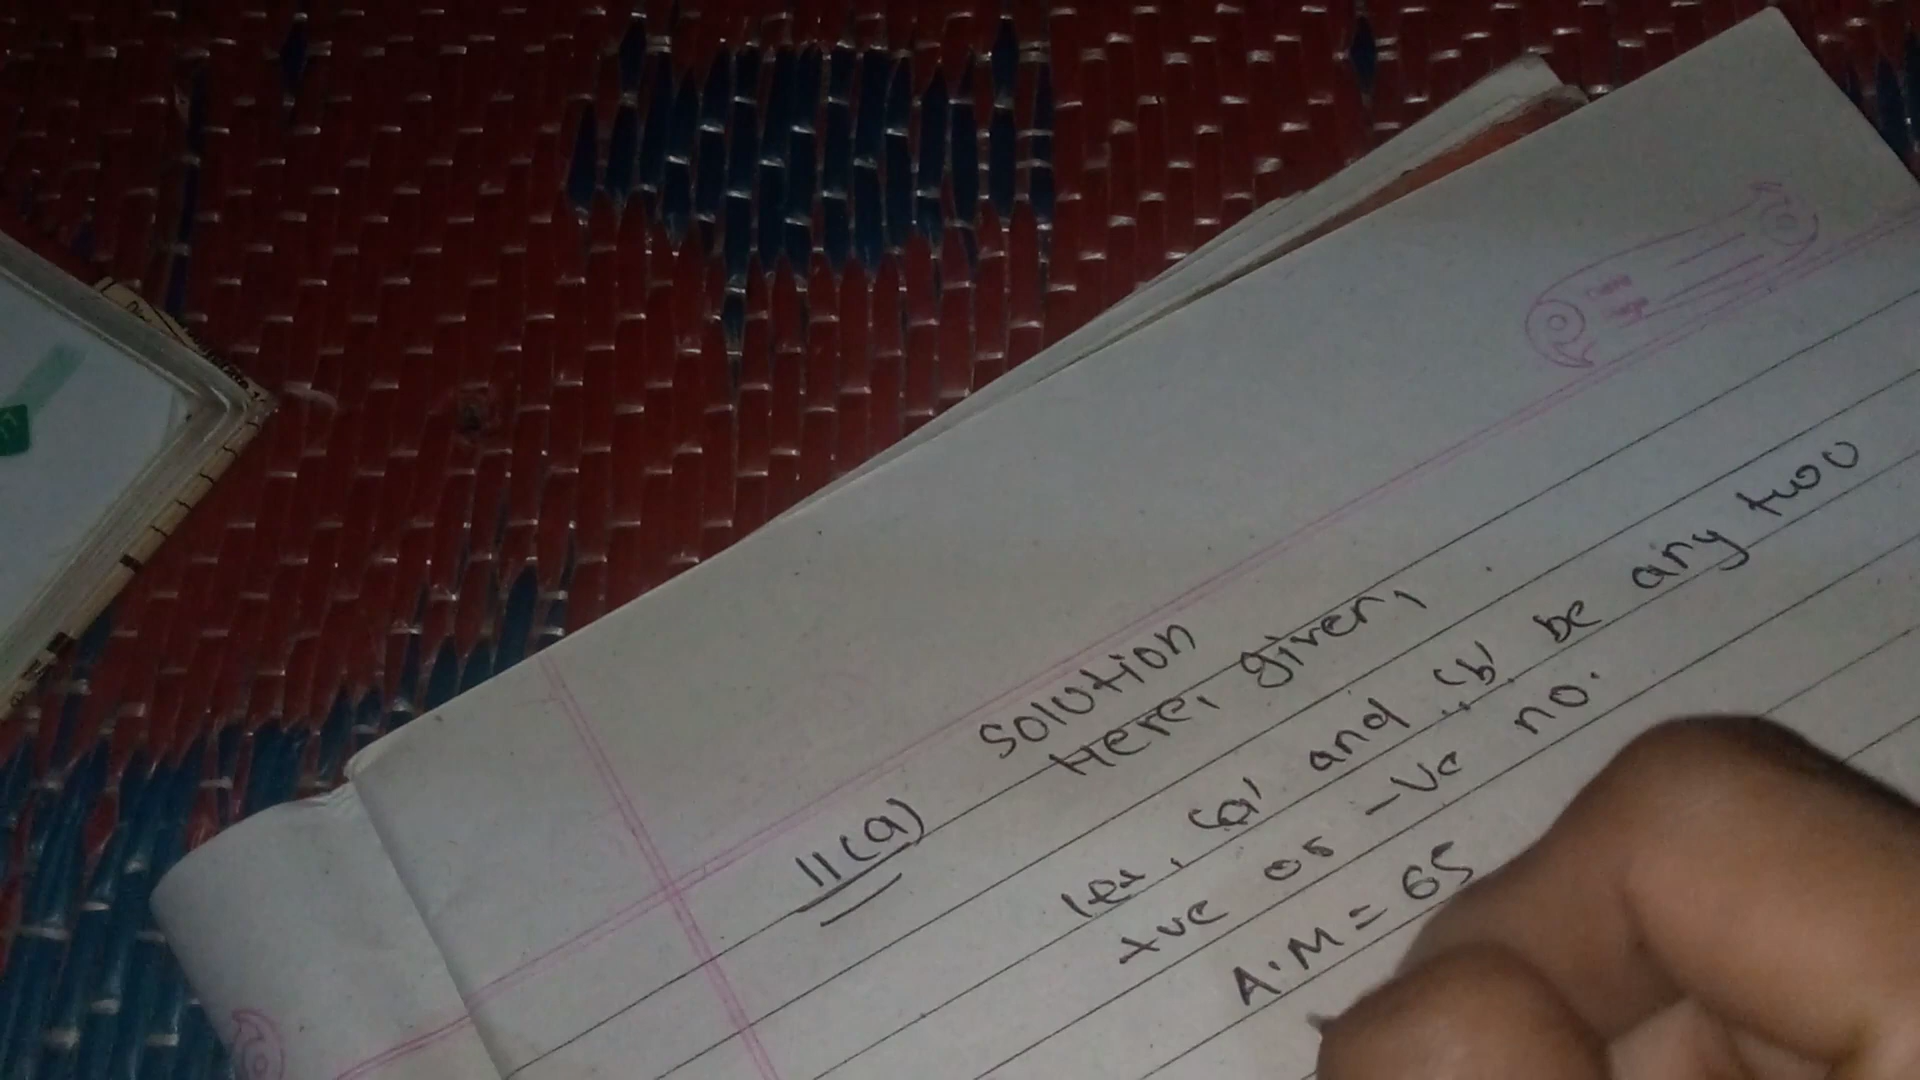 11(a) solution
Here, given,
let, 'a' and 'b' be any two
+ve or -ve no.
A.M = 65